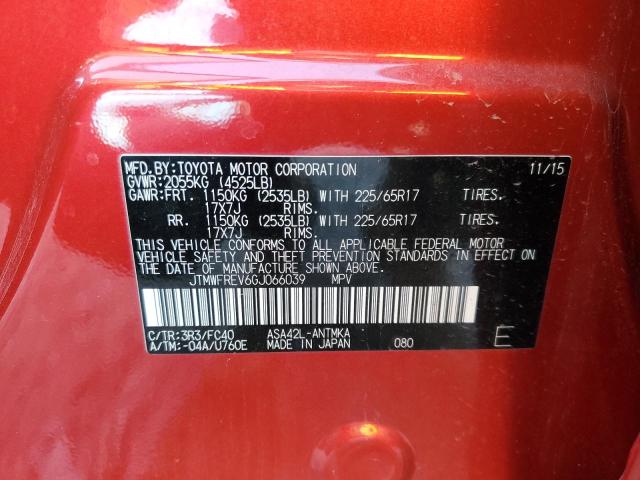 MFD.BY:TOYOTA MOTOR CORPORATION 11/15
GVWR:2055KG (4525LB)
GAWR:FRT. 1150KG (2535LB) WITH 225/65R17 TIRES.
17X7J RIMS.
RR. 1150KG (2535LB) WITH 225/65R17 TIRES.
17X7J RIMS.
THIS VEHICLE CONFORMS TO ALL APPLICABLE FEDERAL MOTOR
VEHICLE SAFETY AND THEFT PREVENTION STANDARDS IN EFFECT
ON THE DATE OF MANUFACTURE SHOWN ABOVE.
JTMWFREV6GJ066039 MPV
C/TR:3R3/FC40 ASA42L-ANTMKA
A/TM:-04A/U760E MADE IN JAPAN 080 E